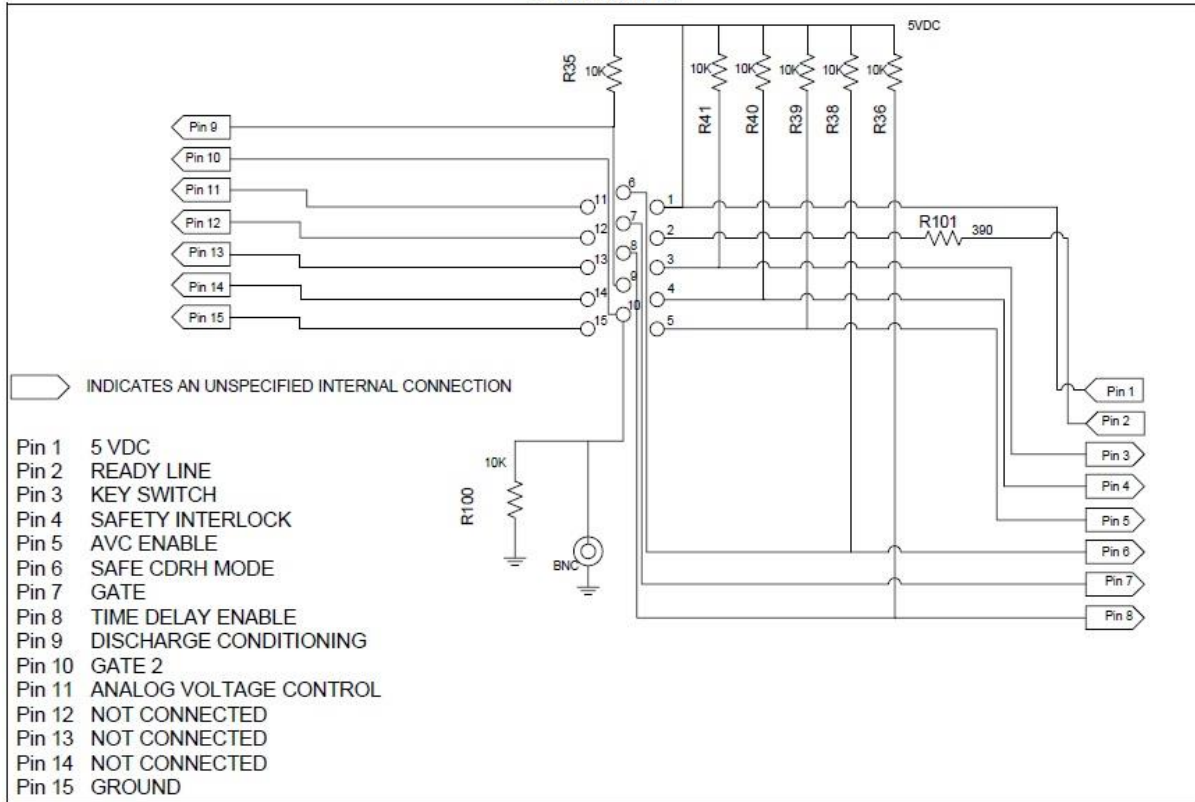 5VDC
R35
10K
10K
10K
10K
10K
10K
R41
R40
R39
R38
R36
Pin 9
Pin 10
Pin 11
Pin 12
Pin 13
Pin 14
Pin 15
11
12
13
14
15
6
7
8
9
10
1
2
3
4
5
R101
390
INDICATES AN UNSPECIFIED INTERNAL CONNECTION
Pin 1
Pin 2
Pin 3
Pin 4
Pin 5
Pin 6
Pin 7
Pin 8
10K
R100
BNC
Pin 1 5 VDC
Pin 2 READY LINE
Pin 3 KEY SWITCH
Pin 4 SAFETY INTERLOCK
Pin 5 AVC ENABLE
Pin 6 SAFE CDRH MODE
Pin 7 GATE
Pin 8 TIME DELAY ENABLE
Pin 9 DISCHARGE CONDITIONING
Pin 10 GATE 2
Pin 11 ANALOG VOLTAGE CONTROL
Pin 12 NOT CONNECTED
Pin 13 NOT CONNECTED
Pin 14 NOT CONNECTED
Pin 15 GROUND